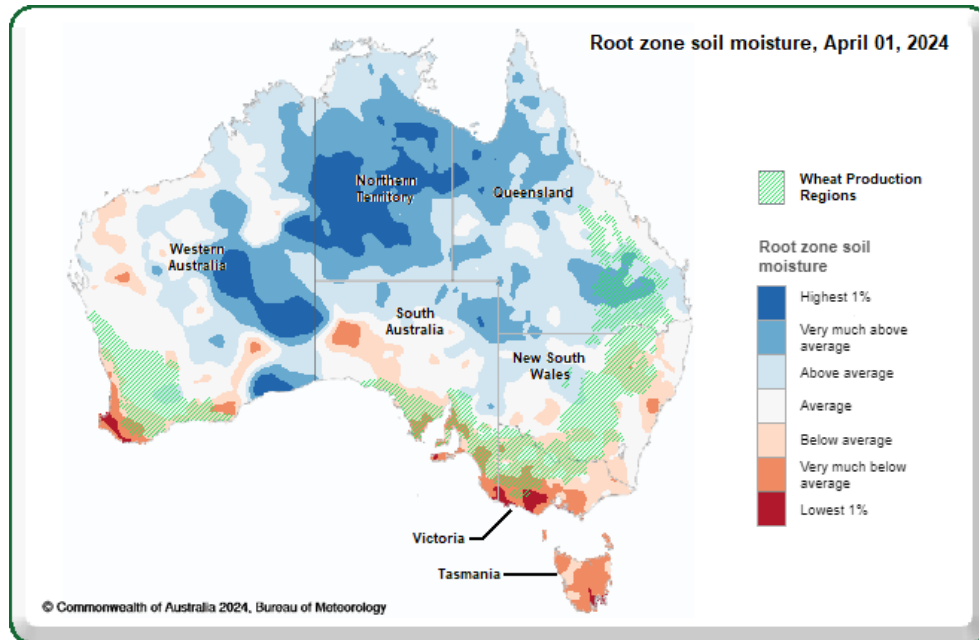 Root zone soil moisture, April 01, 2024
Wheat Production
Regions
Northern
Territory
Queensland
Western
Australia
South
Australia
New South
Wales
Root zone soil
moisture
Highest 1%
Very much above
average
Above average
Average
Below average
Very much below
average
Lowest 1%
Victoria
Tasmania
© Commonwealth of Australia 2024, Bureau of Meteorology